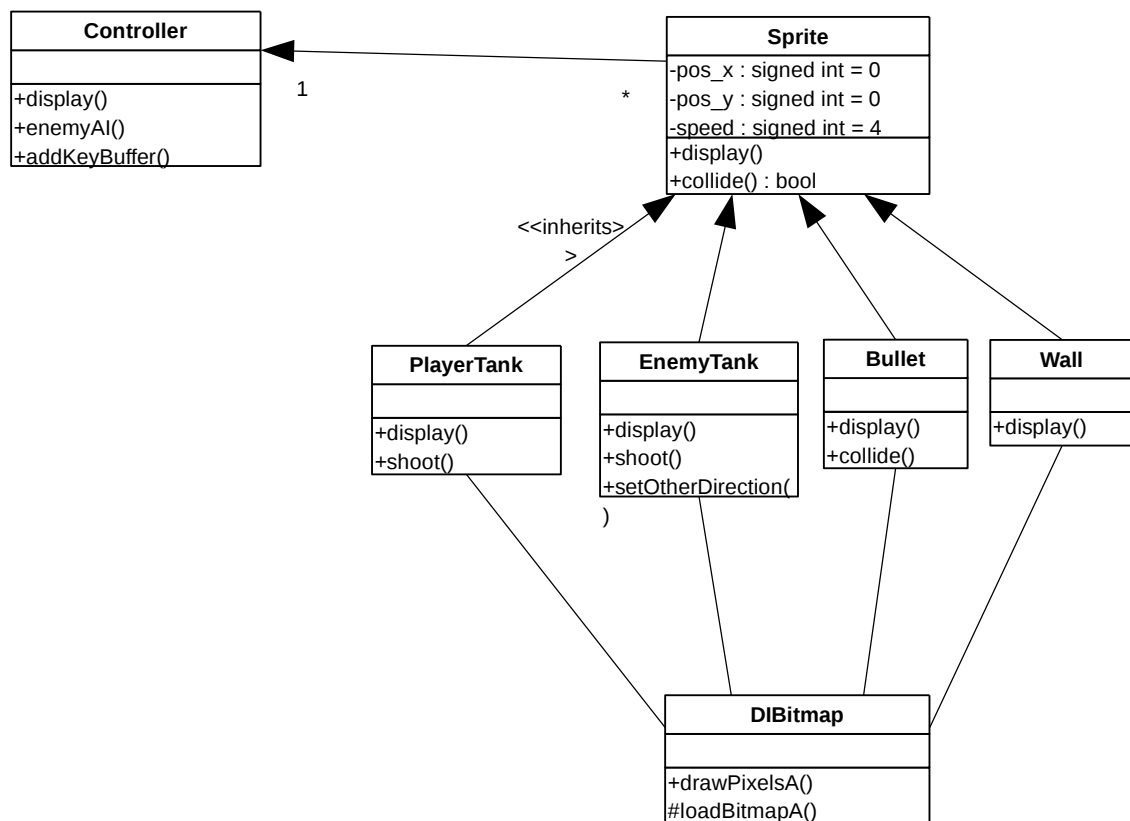 Controller
+display()
+enemyAI()
+addKeyBuffer()
1
*
Sprite
-pos_x : signed int = 0
-pos_y : signed int = 0
-speed : signed int = 4
+display()
+collide() : bool
<<inherits>
>
PlayerTank
+display()
+shoot()
EnemyTank
+display()
+shoot()
+setOtherDirection(
)
Bullet
+display()
+collide()
Wall
+display()
DIBitmap
+drawPixelsA()
#loadBitmapA()